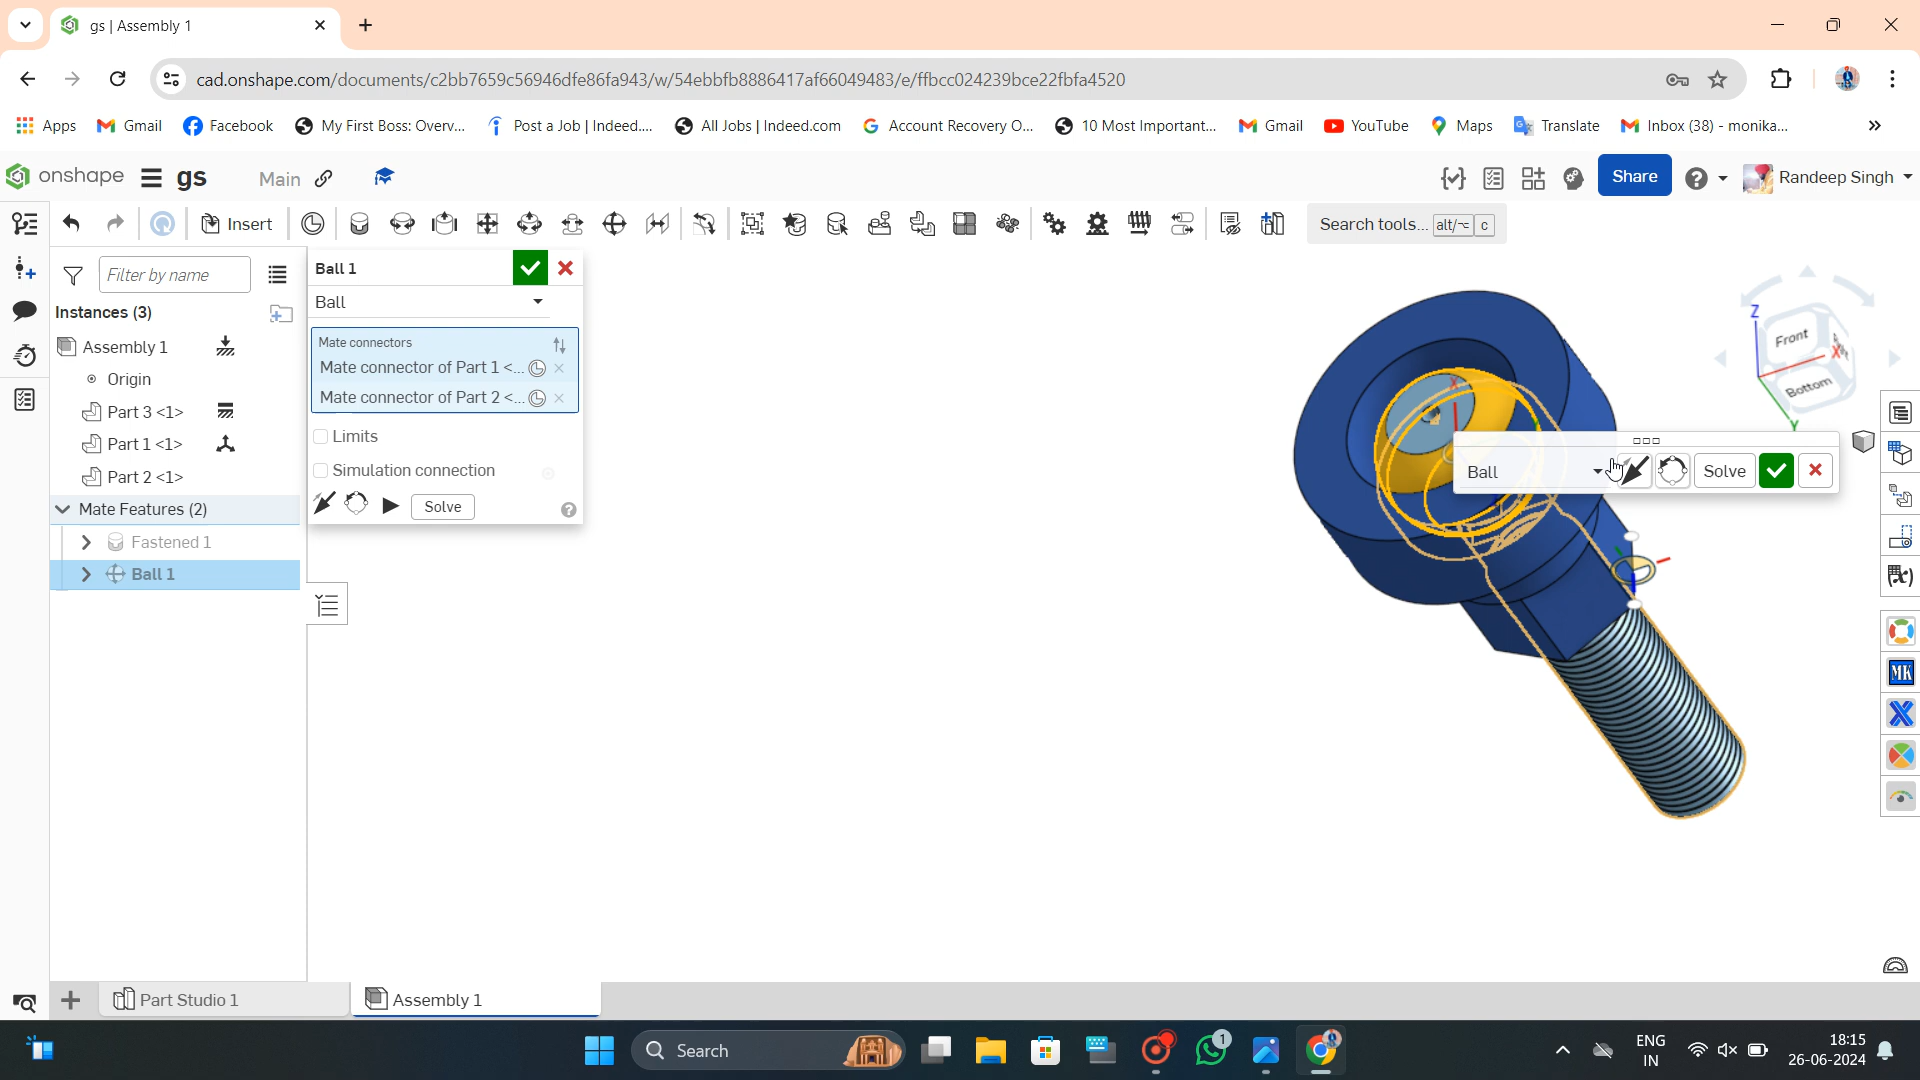 gs | Assembly 1
cad.onshape.com/documents/c2bb7659c56946dfe86fa943/w/54ebbfb8886417af66049483/e/ffbcc024239bce22fbfa4520
Apps Gmail Facebook My First Boss: Overv... Post a Job | Indeed.... All Jobs | Indeed.com Account Recovery O... 10 Most Important... Gmail YouTube Maps Translate Inbox (38) - monika...
onshape gs Main Share Randeep Singh
Insert Search tools... alt/⌥ c
Filter by name
Instances (3)
Assembly 1
Origin
Part 3 <1>
Part 1 <1>
Part 2 <1>
Mate Features (2)
Fastened 1
Ball 1
Ball 1
Ball
Mate connectors
Mate connector of Part 1 <...
Mate connector of Part 2 <...
Limits
Simulation connection
Solve
Z
Front
X
Bottom
Y
X
Ball Solve
MK
(x)
Part Studio 1 Assembly 1
Search
1
ENG
IN
18:15
26-06-2024